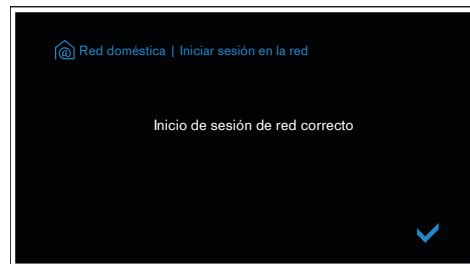 Red doméstica | Iniciar sesión en la red
Inicio de sesión de red correcto